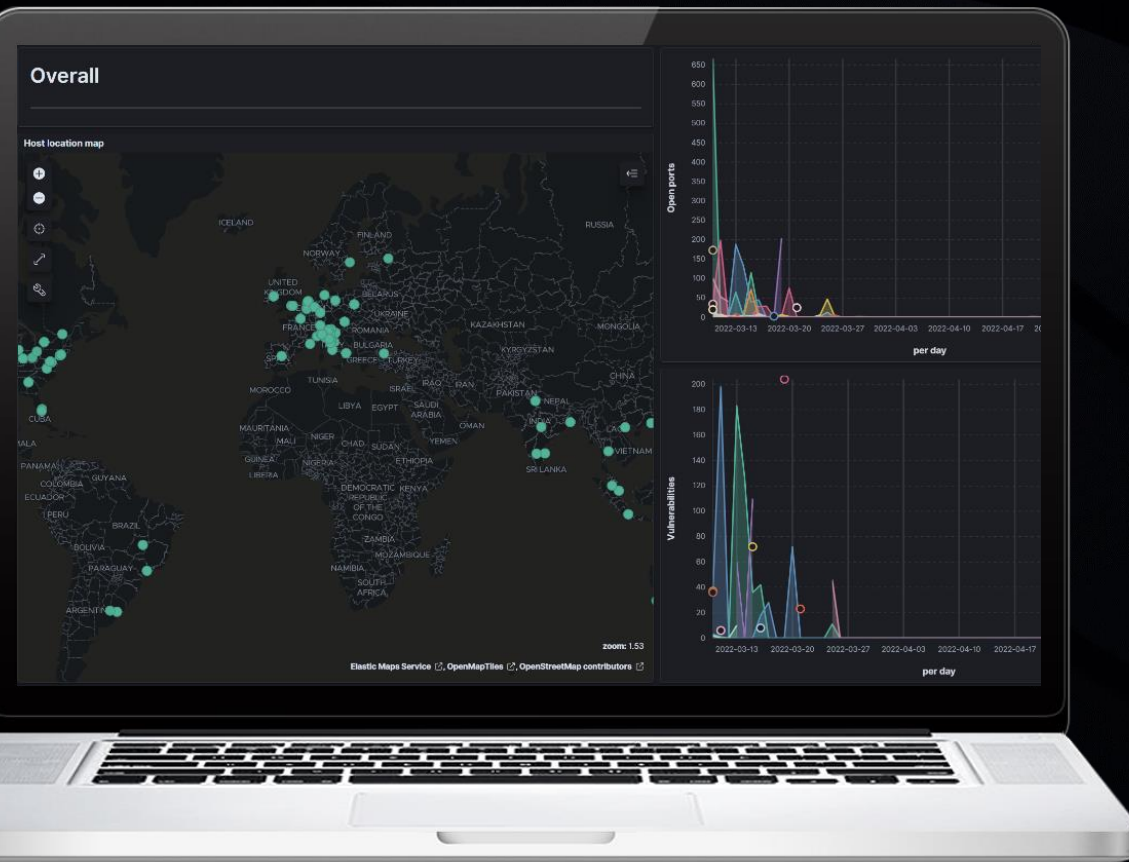 Overall
Host location map
ICELAND
RUSSIA
FINLAND
NORWAY
UNITED
KINGDOM
BELARUS
UKRAINE
FRANCE
ROMANIA
KAZAKHSTAN
MONGOLIA
BULGARIA
KYRGYZSTAN
GREECE
TURKEY
CHINA
TUNISIA
MOROCCO
ISRAEL
IRAQ
IRAN
PAKISTAN
NEPAL
LIBYA
EGYPT
SAUDI
ARABIA
CUBA
INDIA
OMAN
MAURITANIA
MALI
NIGER
CHAD
SUDAN
YEMEN
VIETNAM
GUINEA
NIGERIA
ETHIOPIA
SRI LANKA
PANAMA
LIBERIA
GUYANA
COLOMBIA
DEMOCRATIC
REPUBLIC
OF THE
CONGO
KENYA
ECUADOR
PERU
BRAZIL
ZAMBIA
BOLIVIA
MOZAMBIQUE
PARAGUAY
NAMIBIA
SOUTH
AFRICA
zoom: 1.53
Elastic Maps Service, OpenMapTiles, OpenStreetMap contributors
Open ports
650
600
550
500
450
400
350
300
250
200
150
100
50
0
2022-03-13 2022-03-20 2022-03-27 2022-04-03 2022-04-10 2022-04-17 20
per day
Vulnerabilities
200
180
160
140
120
100
80
60
40
20
0
2022-03-13 2022-03-20 2022-03-27 2022-04-03 2022-04-10 2022-04-17
per day